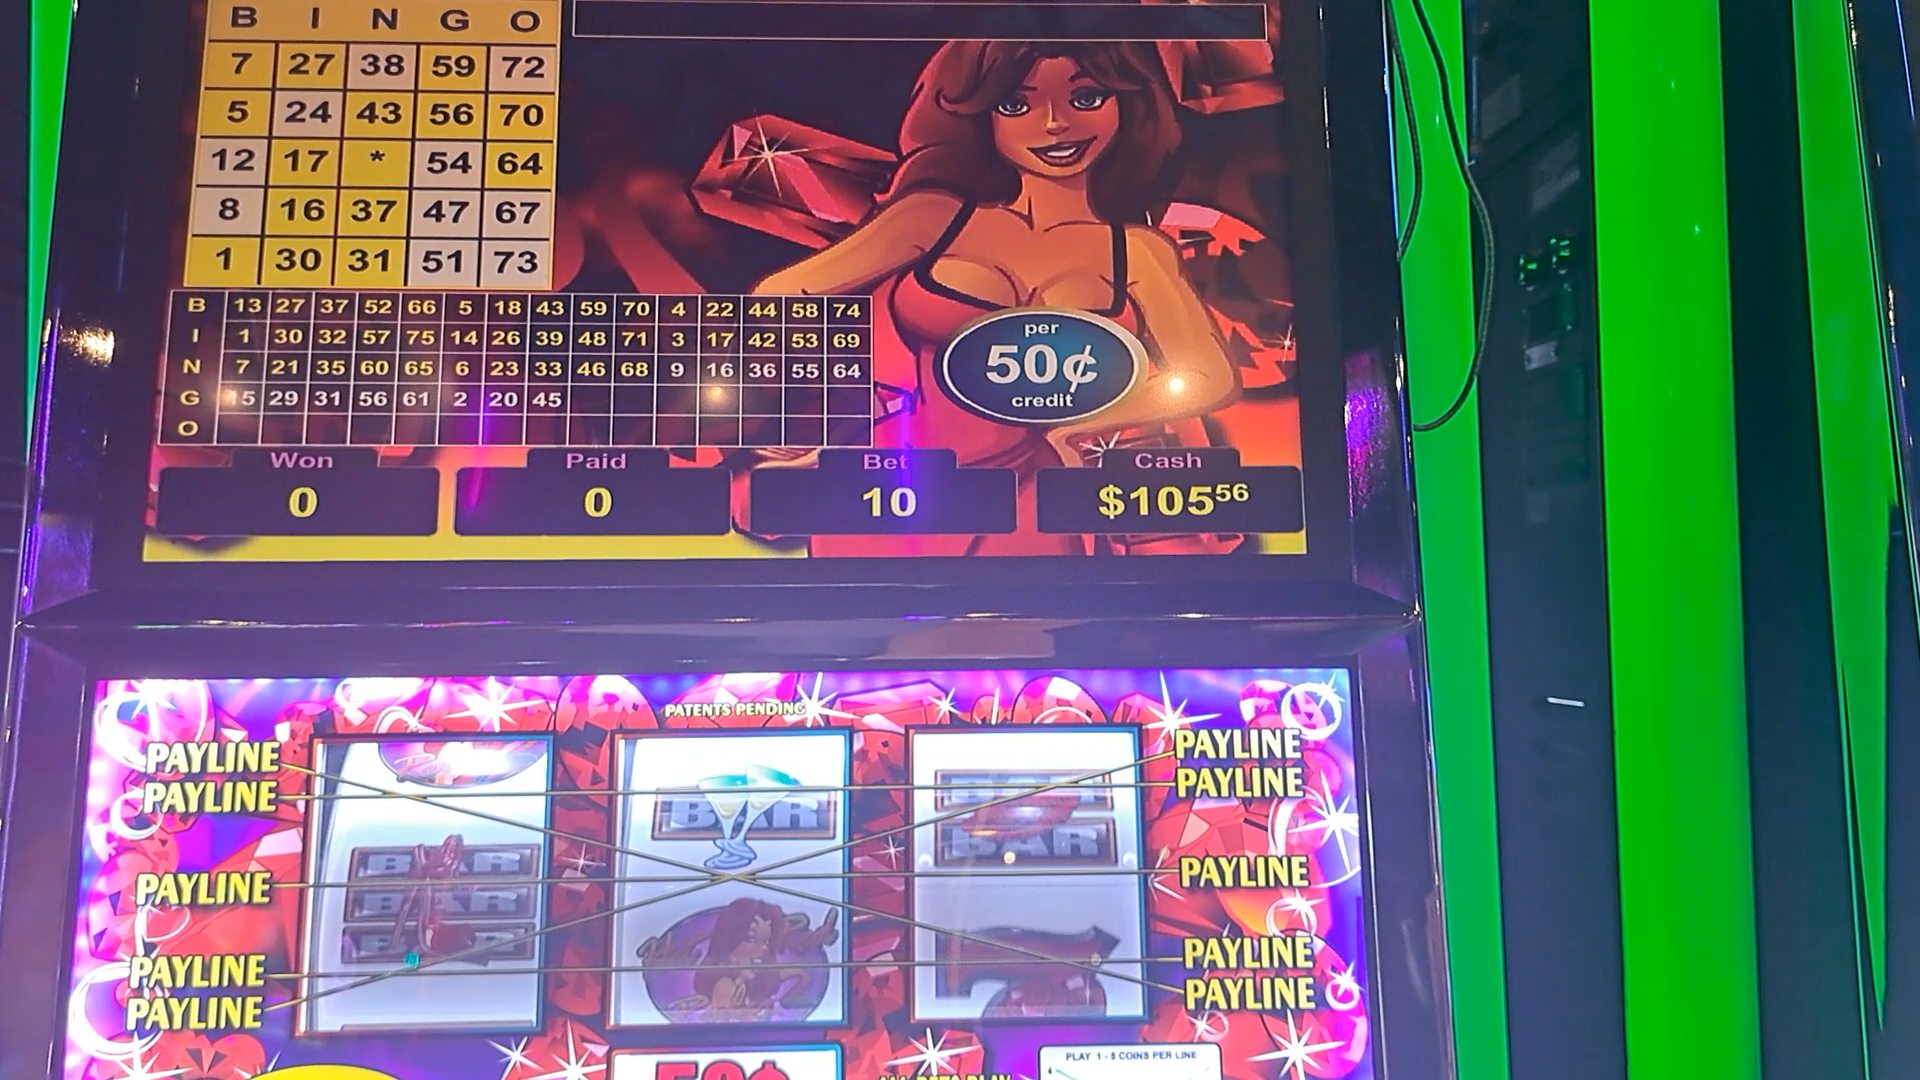 B I N G O
7 27 38 59 72
5 24 43 56 70
12 17 * 54 64
8 16 37 47 67
1 30 31 51 73
B 13 27 37 52 66 5 18 43 59 70 4 22 44 58 74
I 1 30 32 57 75 14 26 39 48 71 3 17 42 53 69
N 7 21 35 60 65 6 23 33 46 68 9 16 36 55 64
G 15 29 31 56 61 2 20 45
O
per
50¢
credit
Won Paid Bet Cash
0 0 10 $105⁵⁶
PATENTS PENDING
PAYLINE PAYLINE
PAYLINE PAYLINE
BAR BAR
BAR
BAR
BAR
BAR
PAYLINE PAYLINE
PAYLINE PAYLINE
PAYLINE PAYLINE
7
50¢
PLAY 1 - 5 COINS PER LINE